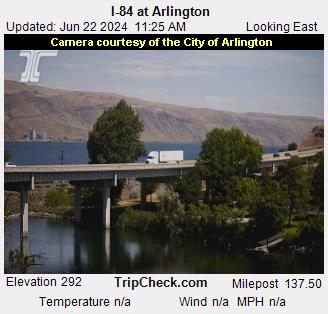 I-84 at Arlington
Updated: Jun 22 2024 11:25 AM Looking East
Camera courtesy of the City of Arlington
Elevation 292 TripCheck.com Milepost 137.50
Temperature n/a Wind n/a MPH n/a